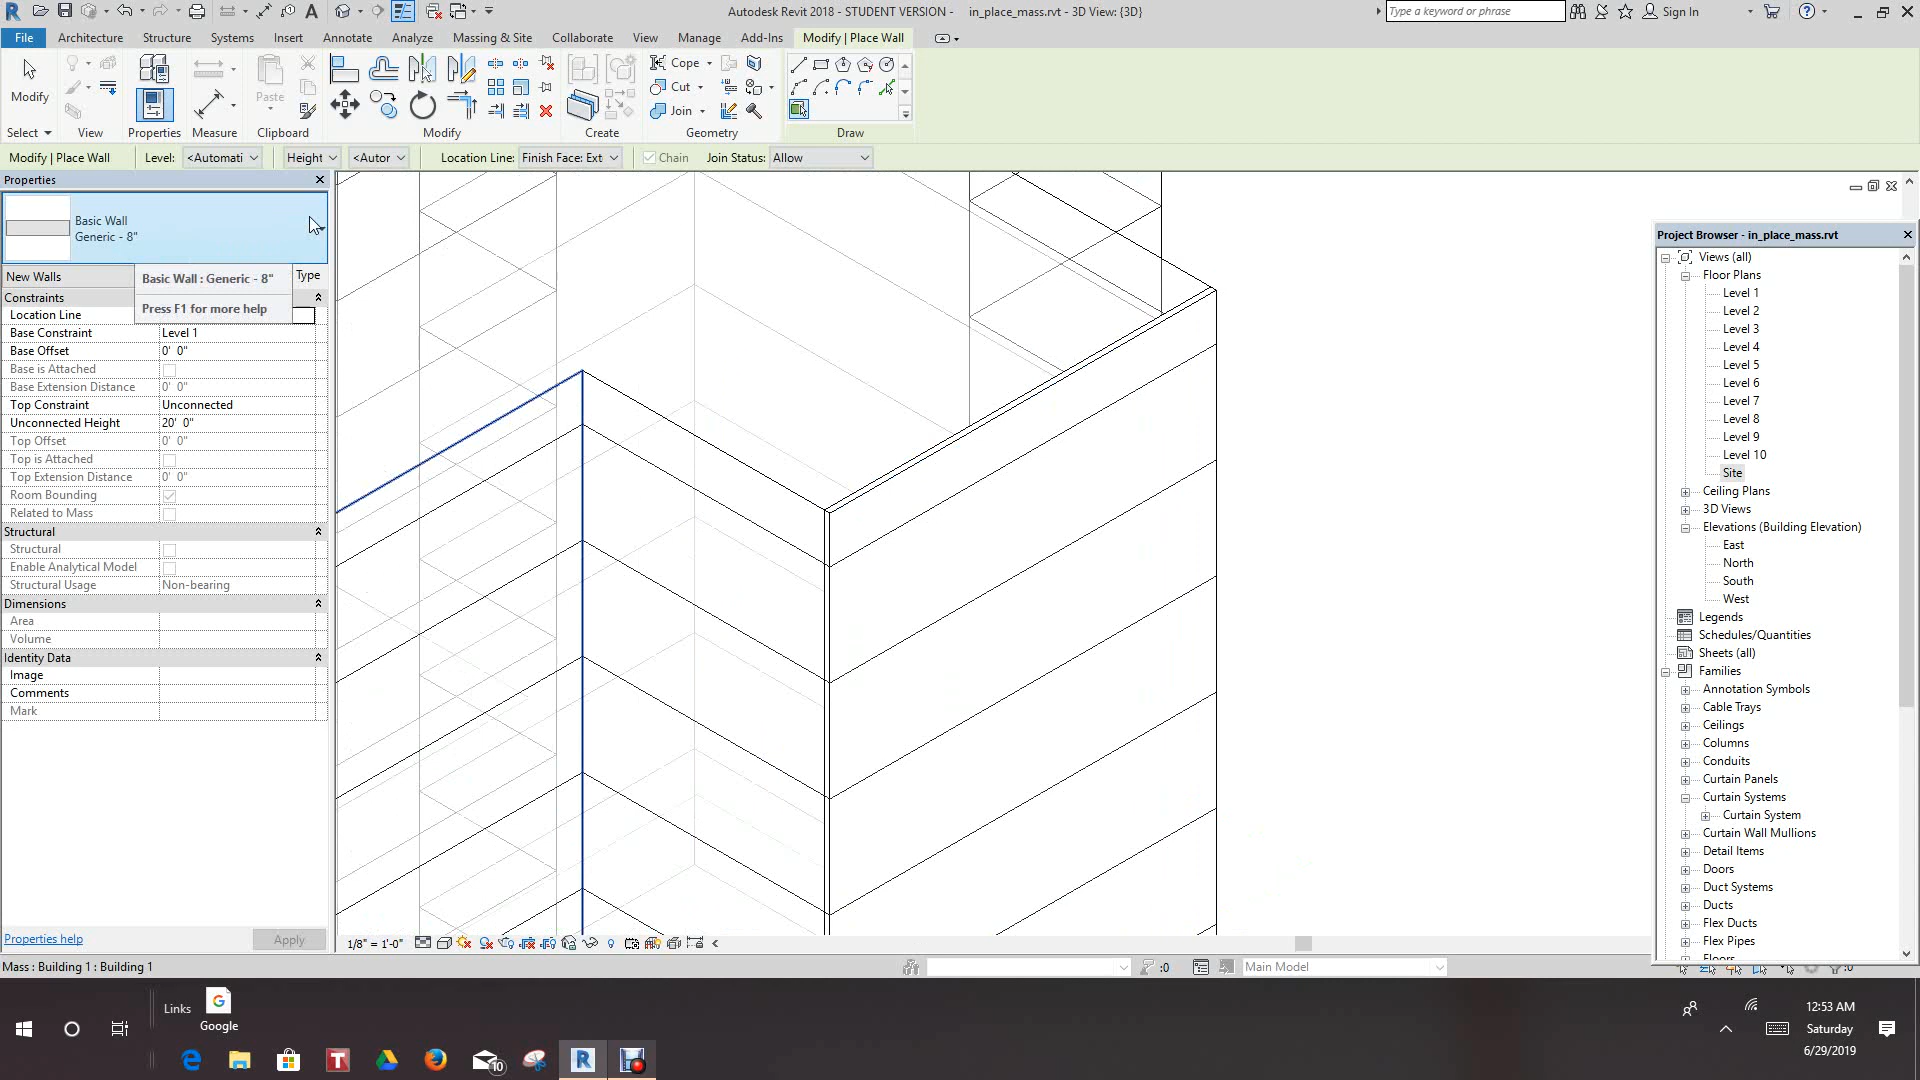 Autodesk Revit 2018 - STUDENT VERSION - in_place_mass.rvt - 3D View: {3D}
Type a keyword or phrase
Sign In
File Architecture Structure Systems Insert Annotate Analyze Massing & Site Collaborate View Manage Add-Ins Modify | Place Wall
Modify
Paste
Cope
Cut
Join
Select View Properties Measure Clipboard Modify Create Geometry Draw
Modify | Place Wall Level: <Automati Height <Autor Location Line: Finish Face: Ext Chain Join Status: Allow
Properties
Basic Wall
Generic - 8"
New Walls
Type
Basic Wall : Generic - 8"
Press F1 for more help
Constraints
Location Line
Base Constraint Level 1
Base Offset 0' 0"
Base is Attached
Base Extension Distance 0' 0"
Top Constraint Unconnected
Unconnected Height 20' 0"
Top Offset 0' 0"
Top is Attached
Top Extension Distance 0' 0"
Room Bounding
Related to Mass
Structural
Structural
Enable Analytical Model
Structural Usage Non-bearing
Dimensions
Area
Volume
Identity Data
Image
Comments
Mark
Properties help
Apply
1/8" = 1'-0"
Project Browser - in_place_mass.rvt
Views (all)
Floor Plans
Level 1
Level 2
Level 3
Level 4
Level 5
Level 6
Level 7
Level 8
Level 9
Level 10
Site
Ceiling Plans
3D Views
Elevations (Building Elevation)
East
North
South
West
Legends
Schedules/Quantities
Sheets (all)
Families
Annotation Symbols
Cable Trays
Ceilings
Columns
Conduits
Curtain Panels
Curtain Systems
Curtain System
Curtain Wall Mullions
Detail Items
Doors
Duct Systems
Ducts
Flex Ducts
Flex Pipes
Floors
Mass : Building 1 : Building 1
:0
Main Model
:0
Links
Google
10
12:53 AM
Saturday
6/29/2019